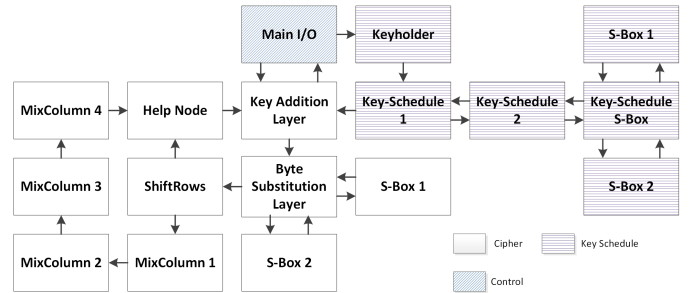 Main I/O
Keyholder
S-Box 1
MixColumn 4
Help Node
Key Addition
Layer
Key-Schedule
1
Key-Schedule
2
Key-Schedule
S-Box
MixColumn 3
ShiftRows
Byte
Substitution
Layer
S-Box 1
S-Box 2
MixColumn 2
MixColumn 1
S-Box 2
Cipher
Key Schedule
Control